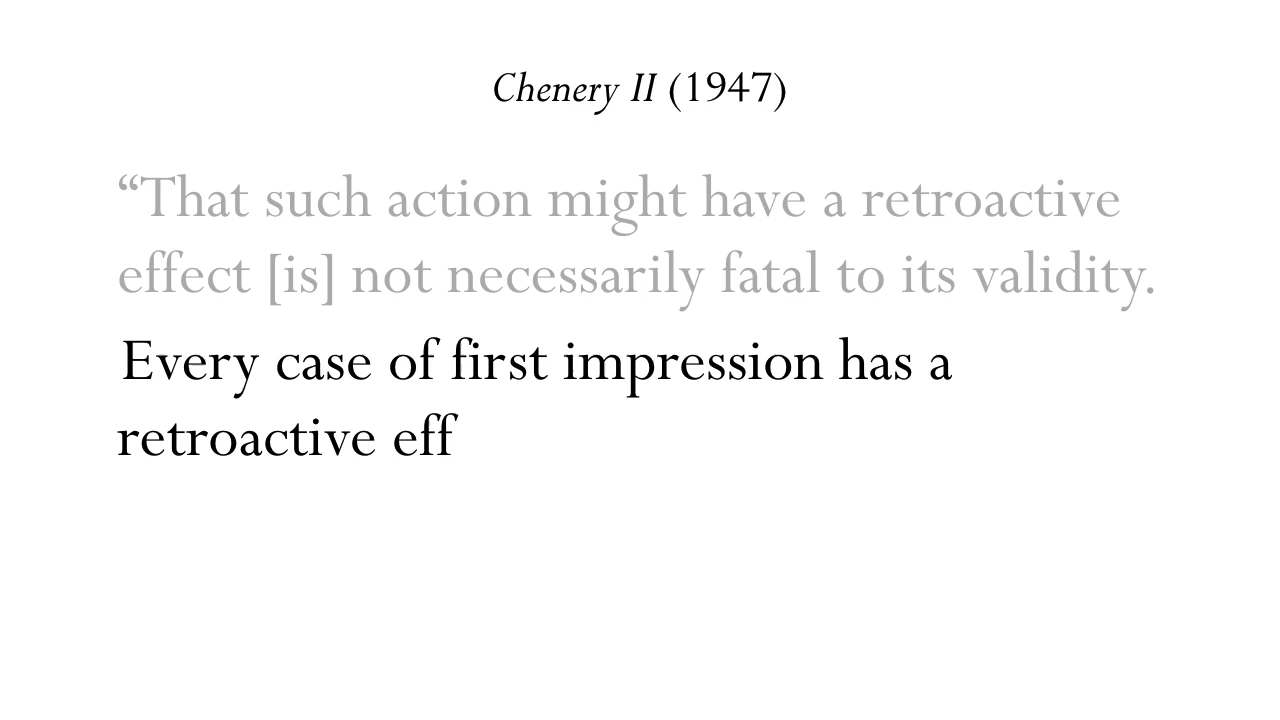 Chenery II (1947)
“That such action might have a retroactive
effect [is] not necessarily fatal to its validity.
Every case of first impression has a
retroactive eff